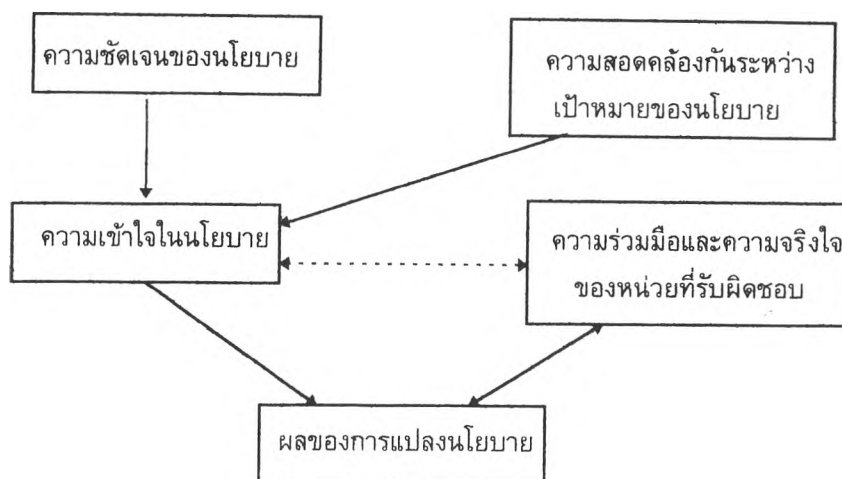 ความชัดเจนของนโยบาย
ความสอดคล้องกันระหว่าง
เป้าหมายของนโยบาย
ความเข้าใจในนโยบาย
ความร่วมมือและความจริงใจ
ของหน่วยที่รับผิดชอบ
ผลของการแปลงนโยบาย